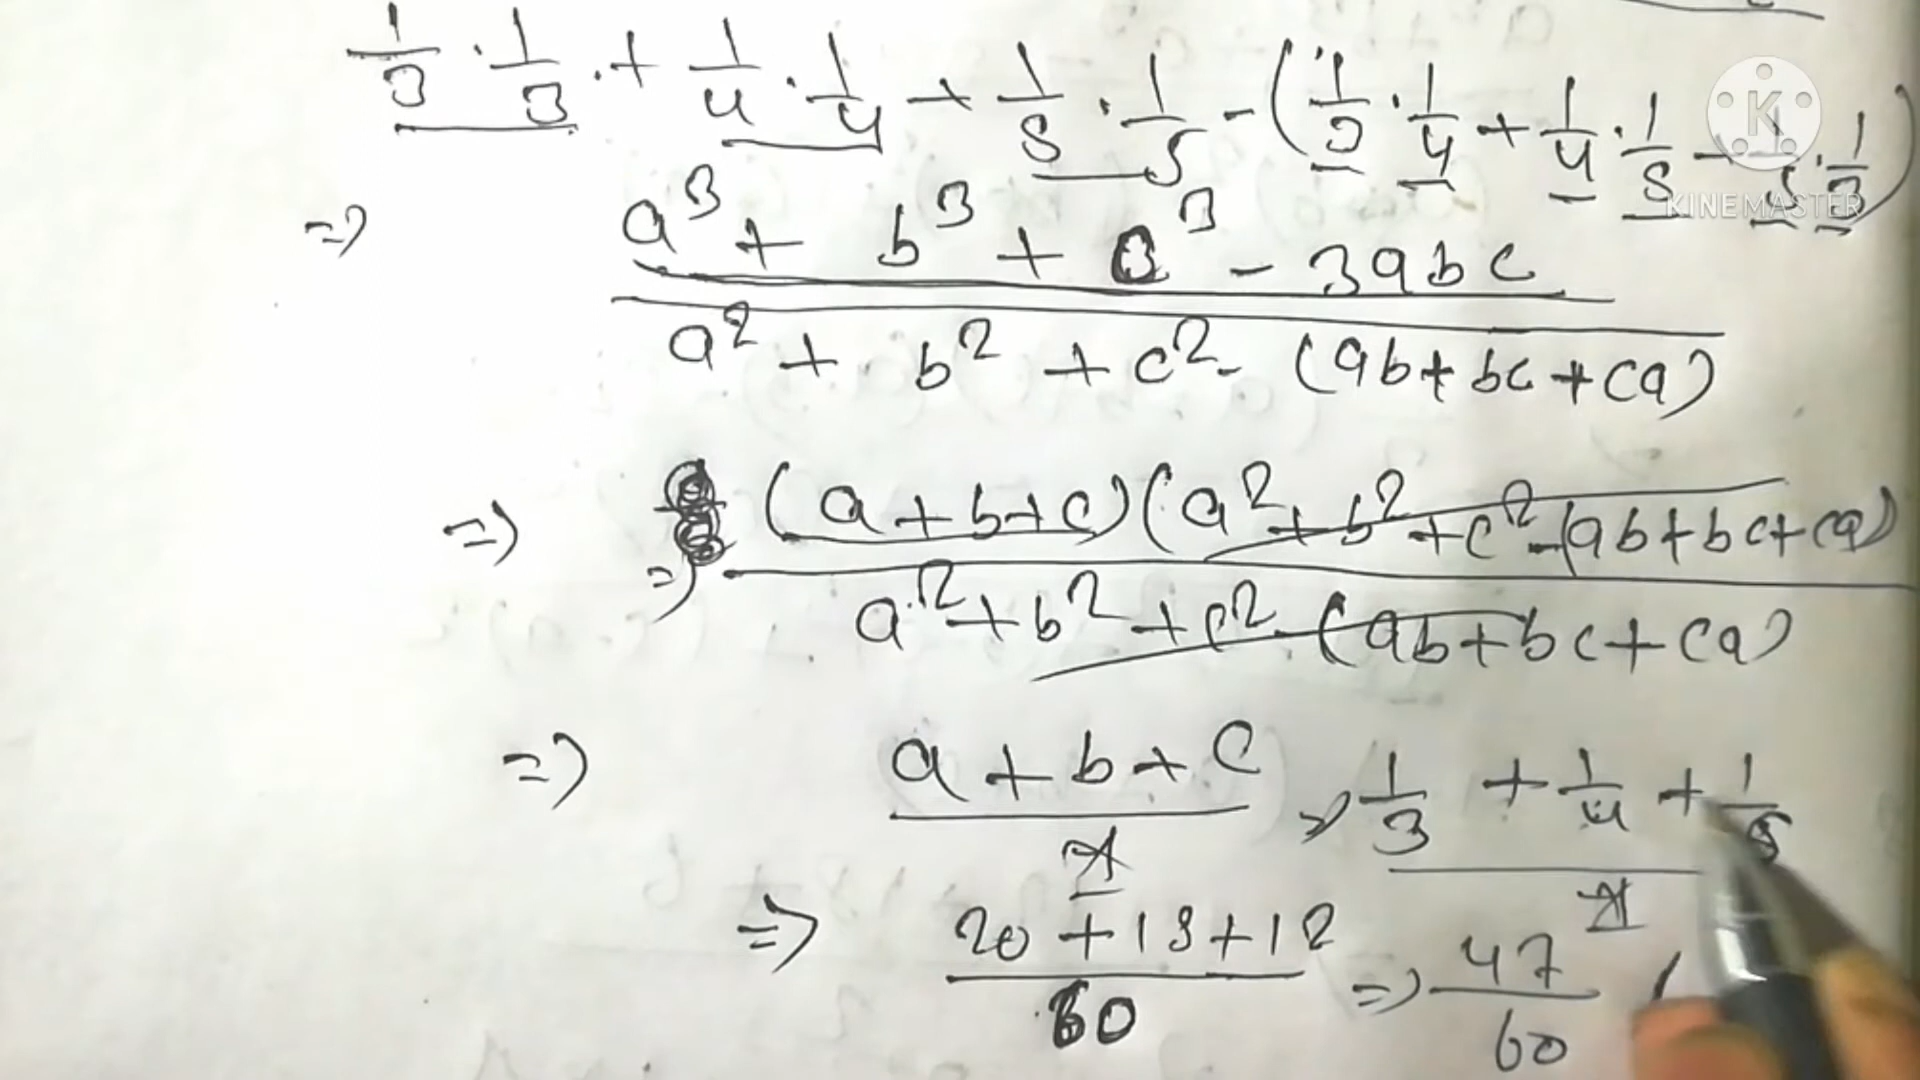 1/3 · 1/3 + 1/4 · 1/4 + 1/5 · 1/5 - (1/3 · 1/4 + 1/4 · 1/5 + 1/5 · 1/3)
K
KINEMASTER
=> a³ + b³ + c³ - 3abc
a² + b² + c² - (ab + bc + ca)
=> (a + b + c)(a² + b² + c² - (ab + bc + ca)
=> a² + b² + c² - (ab + bc + ca)
=> a + b + c => 1/3 + 1/4 + 1/5
=> 20 + 15 + 12 / 60 => 47 / 60